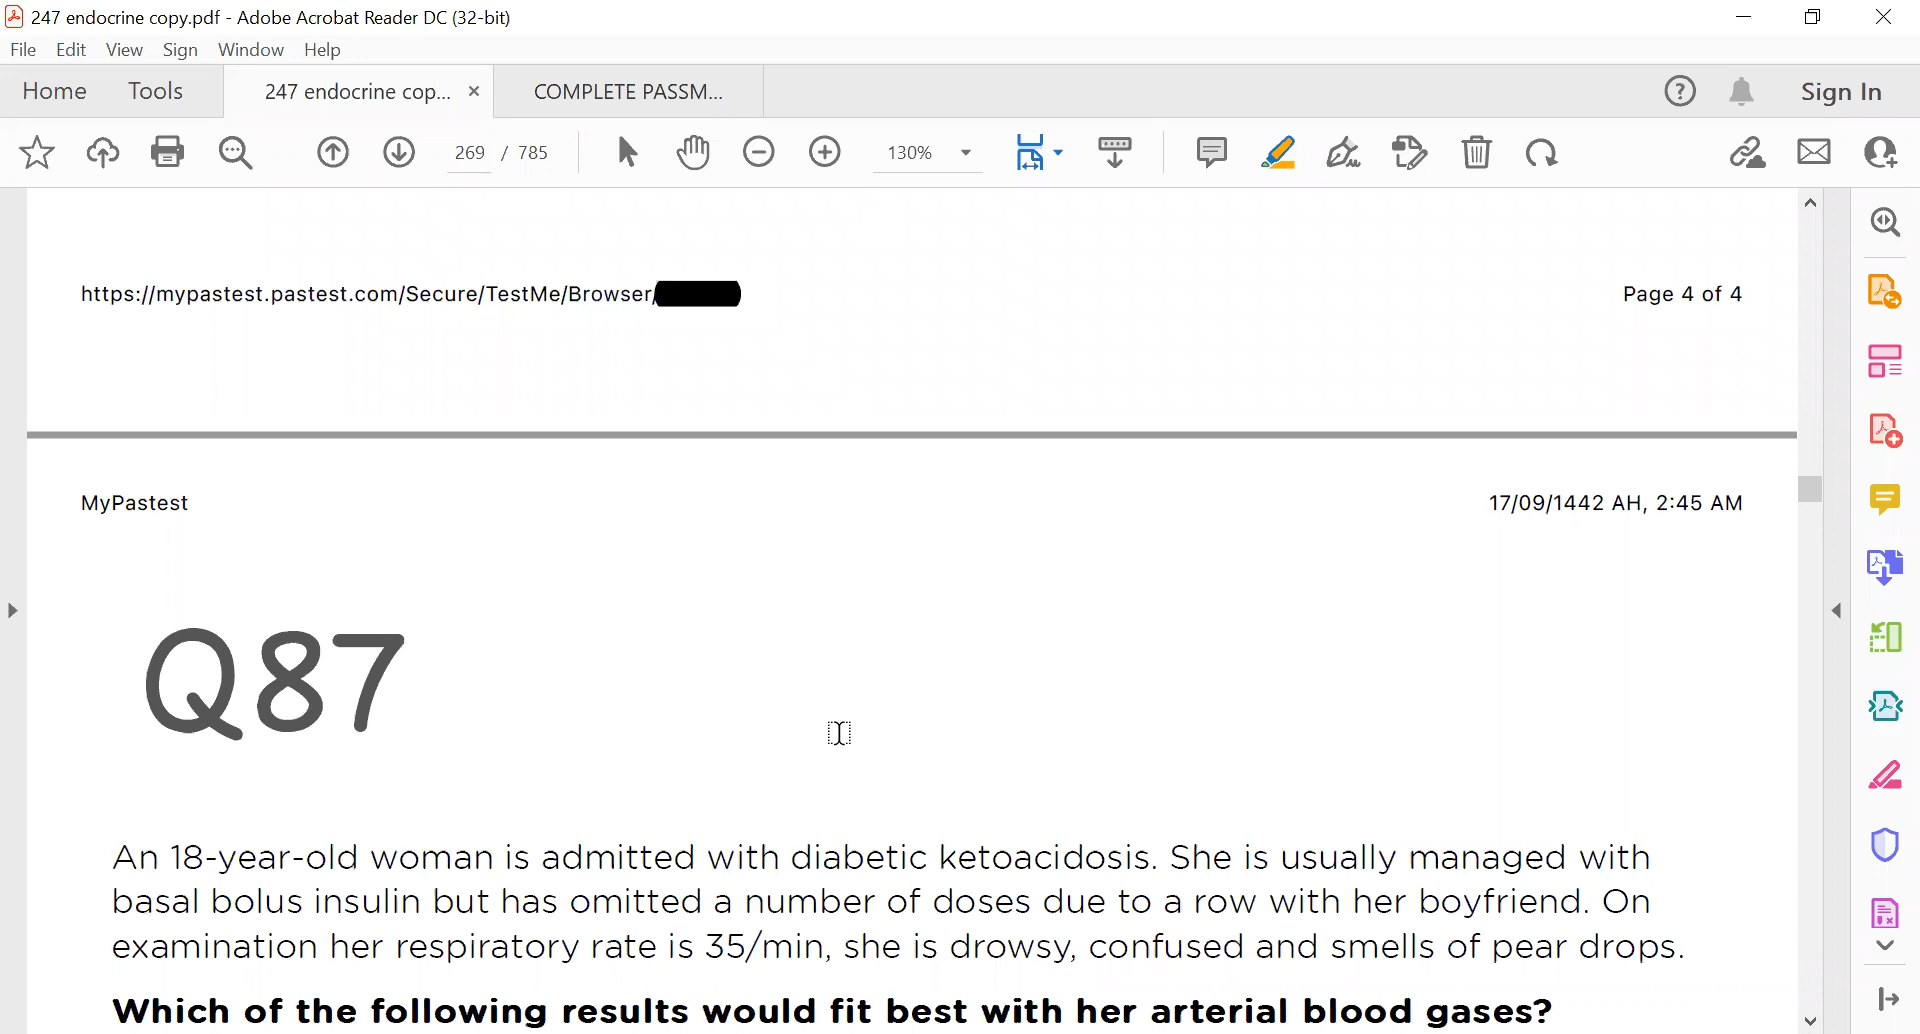 247 endocrine copy.pdf - Adobe Acrobat Reader DC (32-bit)
File Edit View Sign Window Help
Home Tools 247 endocrine cop... × COMPLETE PASSM... Sign In
269 / 785 130%
https://mypastest.pastest.com/Secure/TestMe/Browser/ Page 4 of 4
MyPastest 17/09/1442 AH, 2:45 AM
Q87
An 18-year-old woman is admitted with diabetic ketoacidosis. She is usually managed with
basal bolus insulin but has omitted a number of doses due to a row with her boyfriend. On
examination her respiratory rate is 35/min, she is drowsy, confused and smells of pear drops.
Which of the following results would fit best with her arterial blood gases?